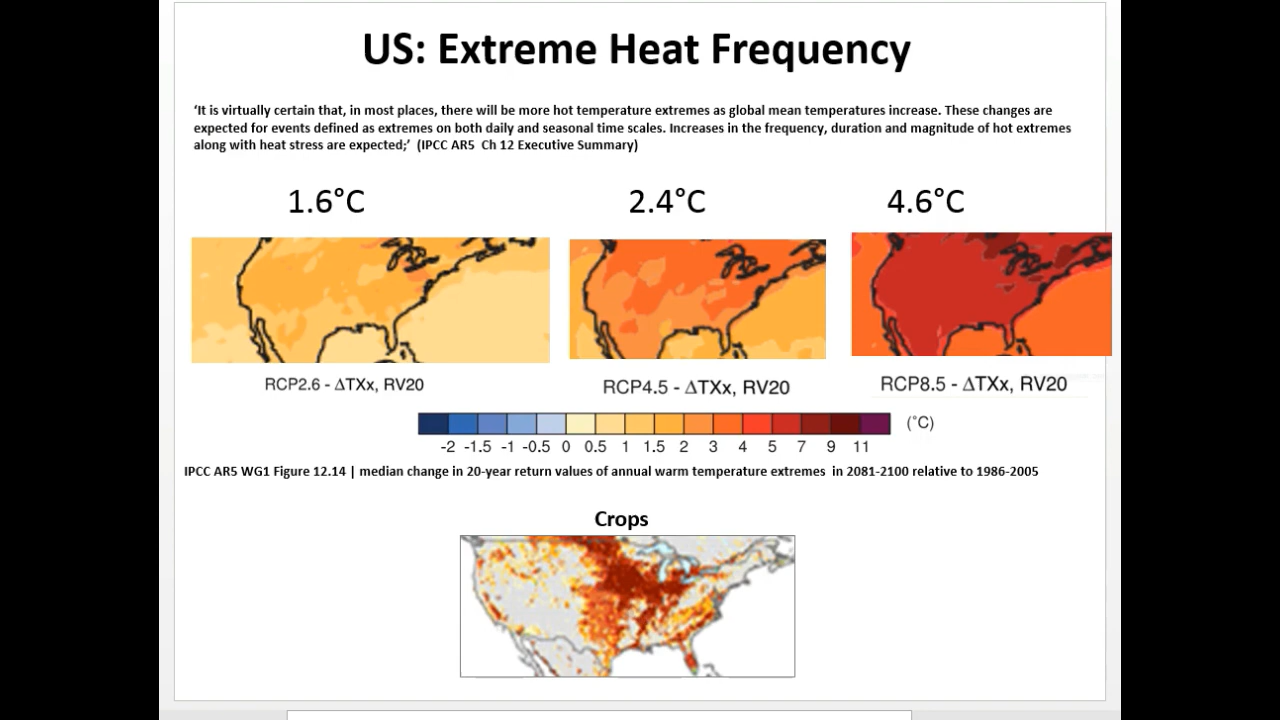 US: Extreme Heat Frequency
‘It is virtually certain that, in most places, there will be more hot temperature extremes as global mean temperatures increase. These changes are
expected for events defined as extremes on both daily and seasonal time scales. Increases in the frequency, duration and magnitude of hot extremes
along with heat stress are expected;’ (IPCC AR5 Ch 12 Executive Summary)
1.6°C 2.4°C 4.6°C
RCP2.6 - ΔTXx, RV20 RCP4.5 - ΔTXx, RV20 RCP8.5 - ΔTXx, RV20
(˚C)
-2 -1.5 -1 -0.5 0 0.5 1 1.5 2 3 4 5 7 9 11
IPCC AR5 WG1 Figure 12.14 | median change in 20-year return values of annual warm temperature extremes in 2081-2100 relative to 1986-2005
Crops